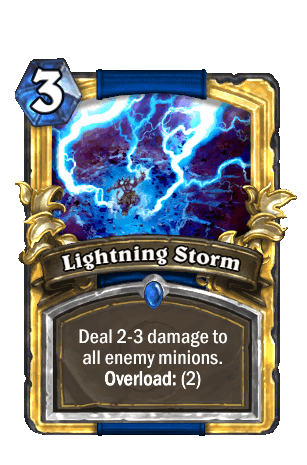 3
Lightning Storm
Deal 2-3 damage to
all enemy minions.
Overload: (2)